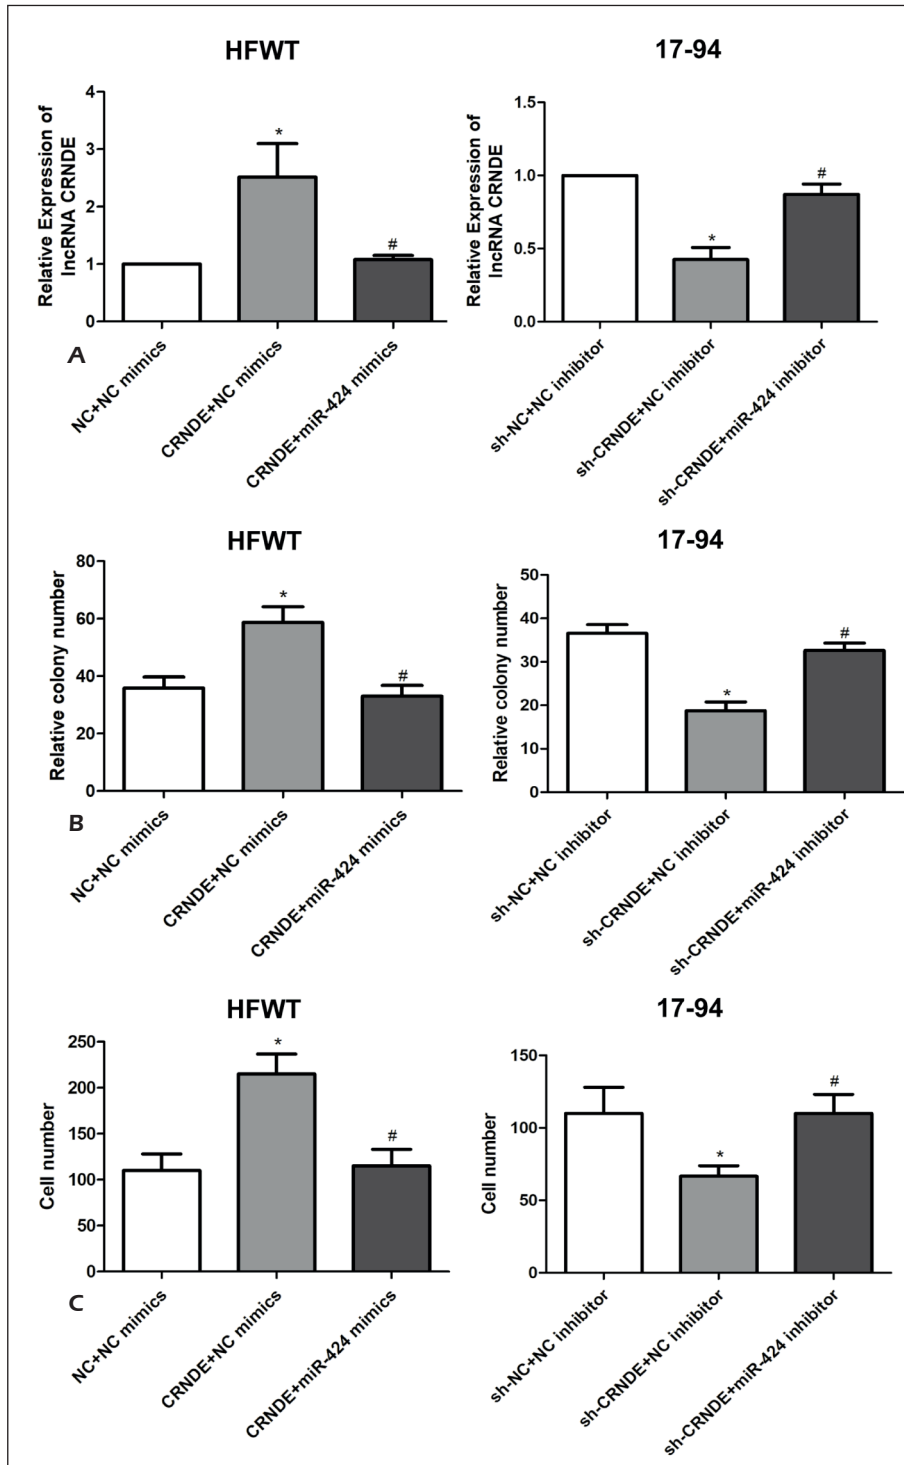 HFWT
Relative Expression of
lncRNA CRNDE
4
3
2
1
0
*
#
NC+NC mimics
CRNDE+NC mimics
CRNDE+miR-424 mimics
A
17-94
Relative Expression of
lncRNA CRNDE
1.5
1.0
0.5
0.0
*
#
sh-NC+NC inhibitor
sh-CRNDE+NC inhibitor
sh-CRNDE+miR-424 inhibitor
HFWT
Relative colony number
80
60
40
20
0
*
#
NC+NC mimics
CRNDE+NC mimics
CRNDE+miR-424 mimics
B
17-94
Relative colony number
50
40
30
20
10
0
*
#
sh-NC+NC inhibitor
sh-CRNDE+NC inhibitor
sh-CRNDE+miR-424 inhibitor
HFWT
Cell number
250
200
150
100
50
0
*
#
NC+NC mimics
CRNDE+NC mimics
CRNDE+miR-424 mimics
C
17-94
Cell number
150
100
50
0
*
#
sh-NC+NC inhibitor
sh-CRNDE+NC inhibitor
sh-CRNDE+miR-424 inhibitor